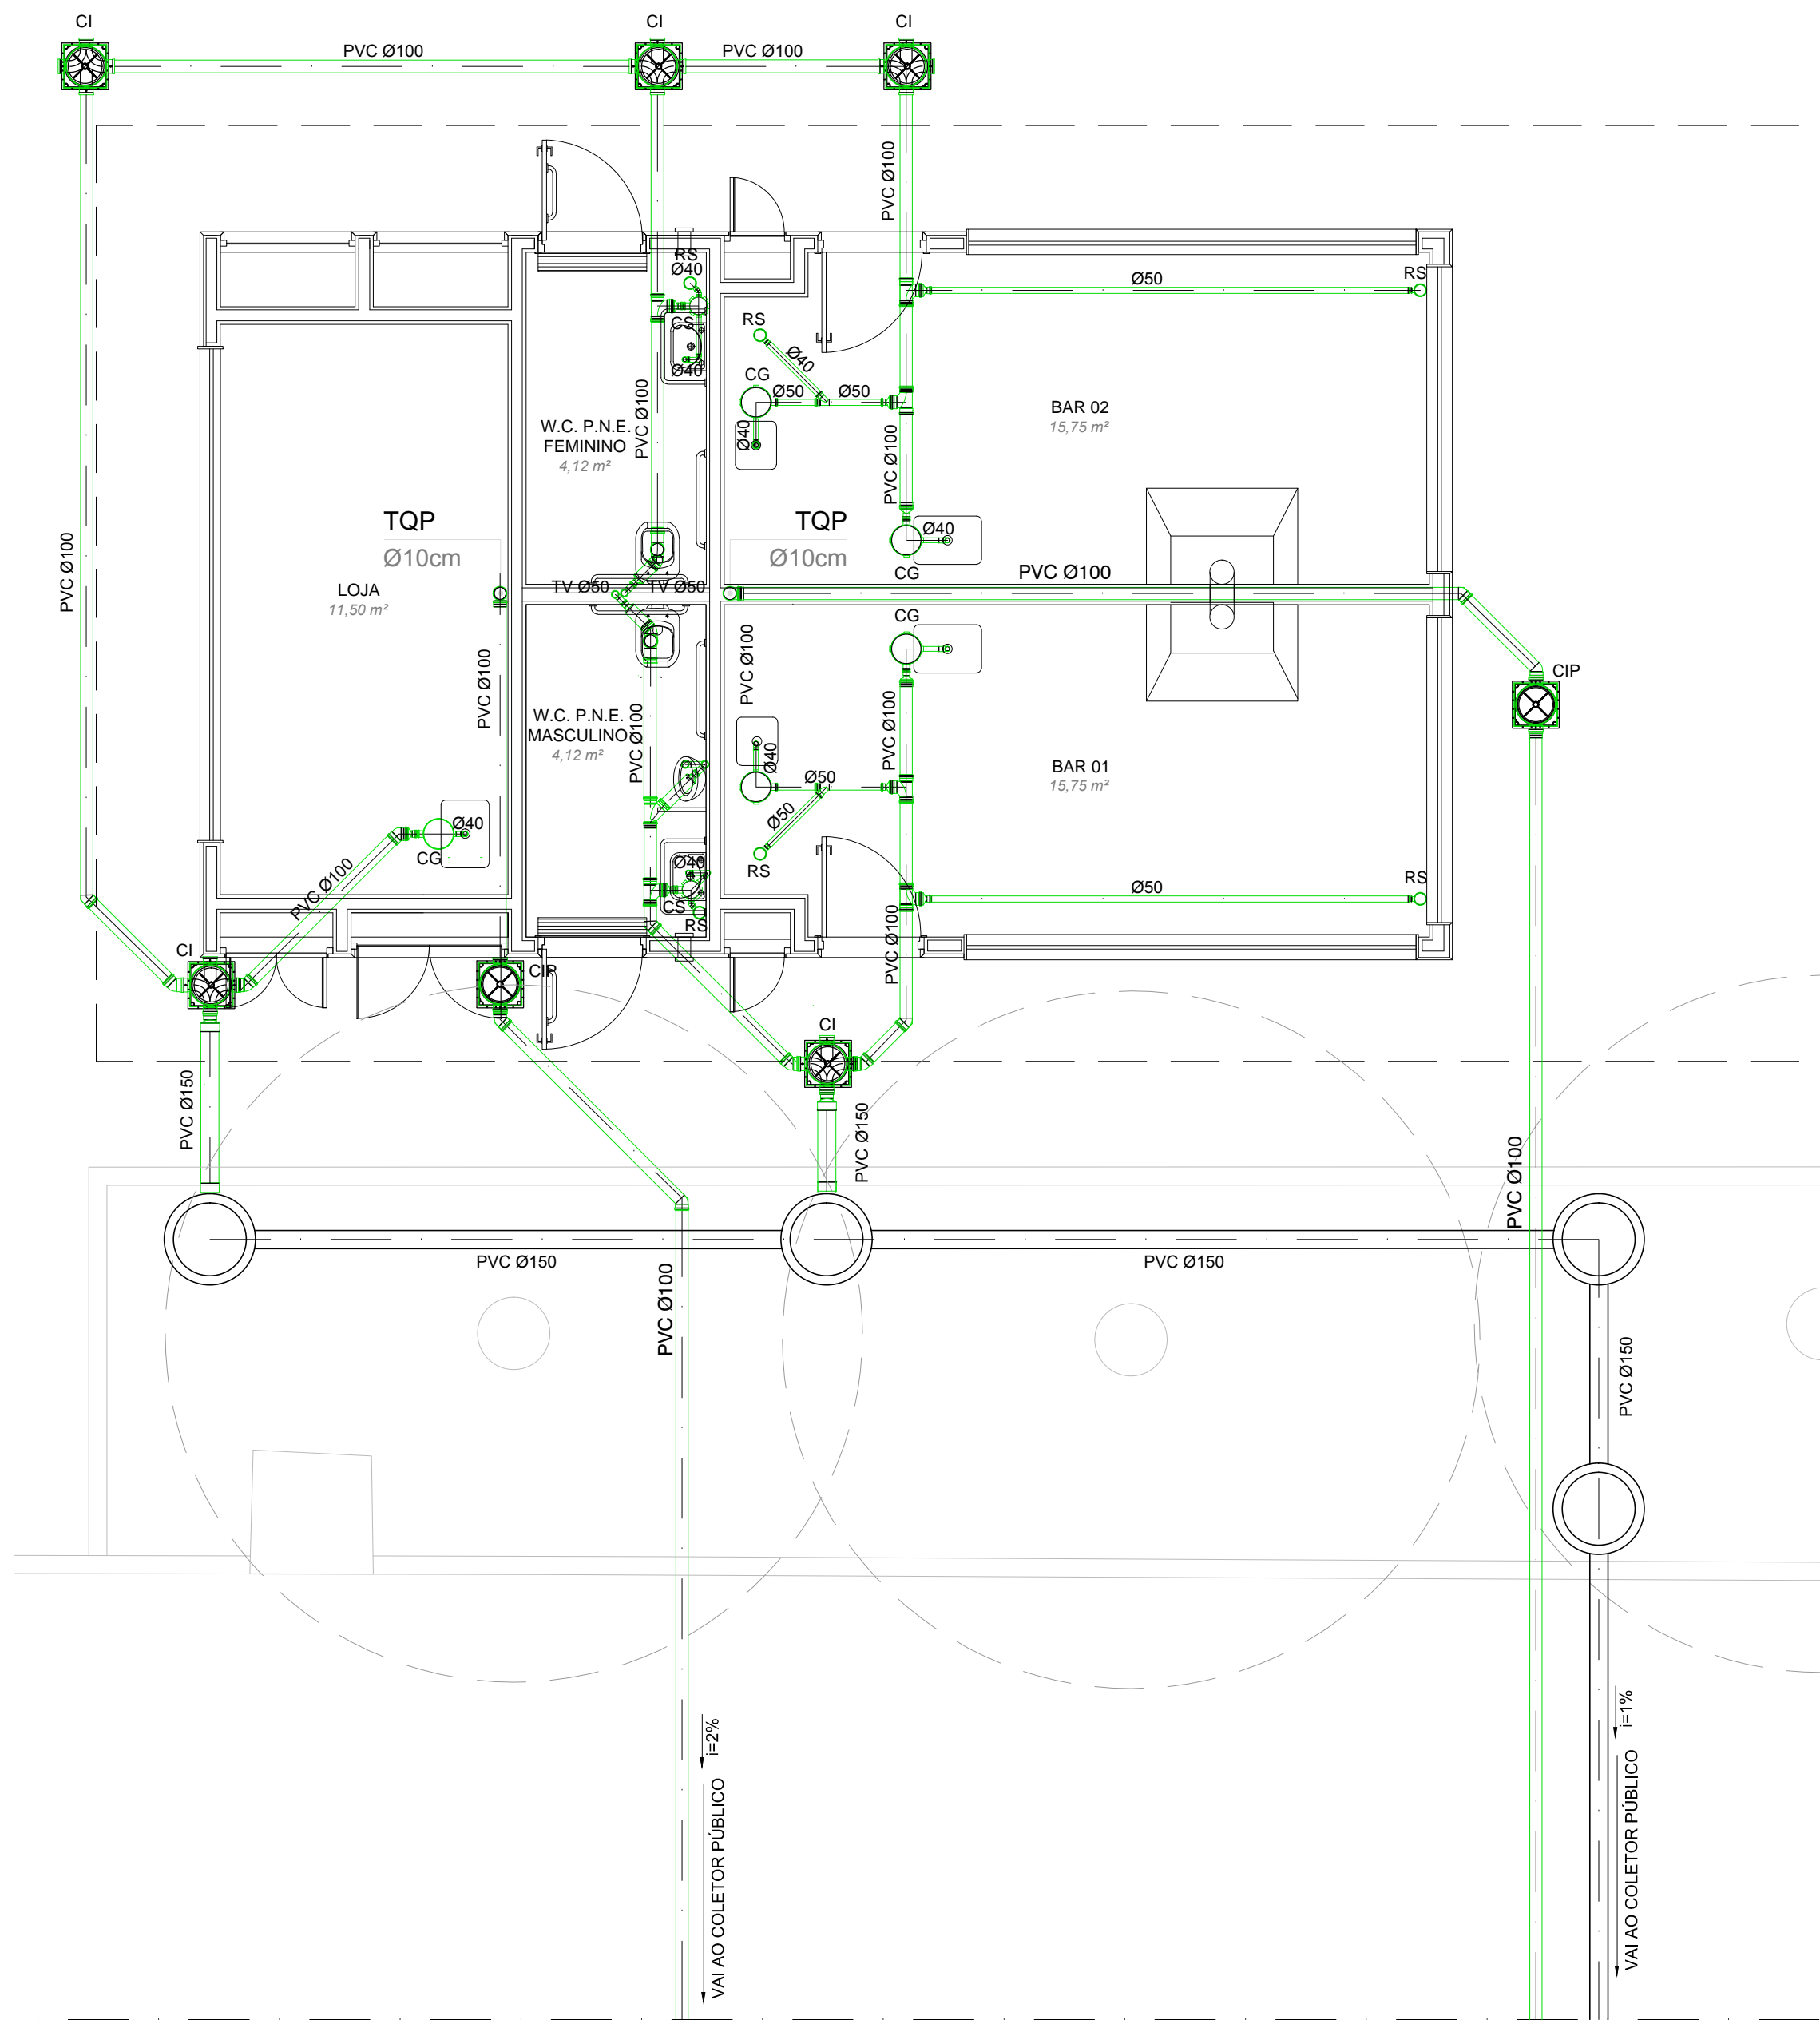 CI
CI
CI
PVC Ø100
PVC Ø100
PVC Ø100
RS
Ø40
Ø50
RS
CS
RS
Ø40
Ø40
CG
Ø50
Ø50
Ø40
PVC Ø100
BAR 02
15,75 m²
W.C. P.N.E.
FEMININO
4,12 m²
PVC Ø100
TQP
Ø10cm
TQP
Ø10cm
Ø40
CG
PVC Ø100
PVC Ø100
LOJA
11,50 m²
TV Ø50
TV Ø50
CG
PVC Ø100
PVC Ø100
PVC Ø100
PVC Ø100
CIP
W.C. P.N.E.
MASCULINO
4,12 m²
Ø40
Ø50
BAR 01
15,75 m²
Ø50
Ø40
CG
PVC Ø100
Ø40
CS
RS
RS
Ø50
RS
PVC Ø100
CI
CIP
CI
PVC Ø150
PVC Ø150
PVC Ø100
PVC Ø150
PVC Ø150
PVC Ø100
PVC Ø150
i=2%
i=1%
VAI AO COLETOR PÚBLICO
VAI AO COLETOR PÚBLICO